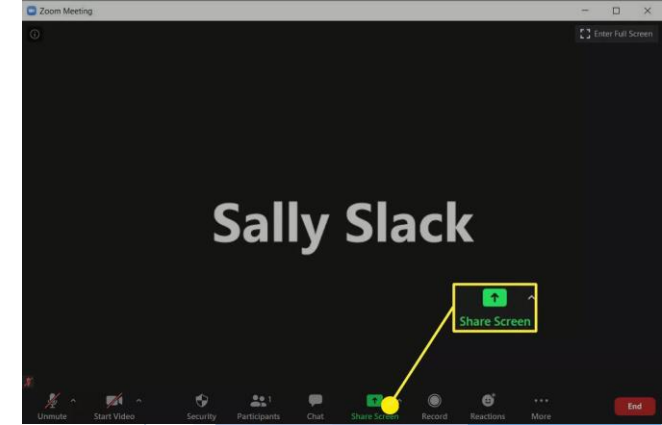 Zoom Meeting
Enter Full Screen
Sally Slack
Share Screen
1
Unmute Start Video Security Participants Chat Share Screen Record Reactions More End